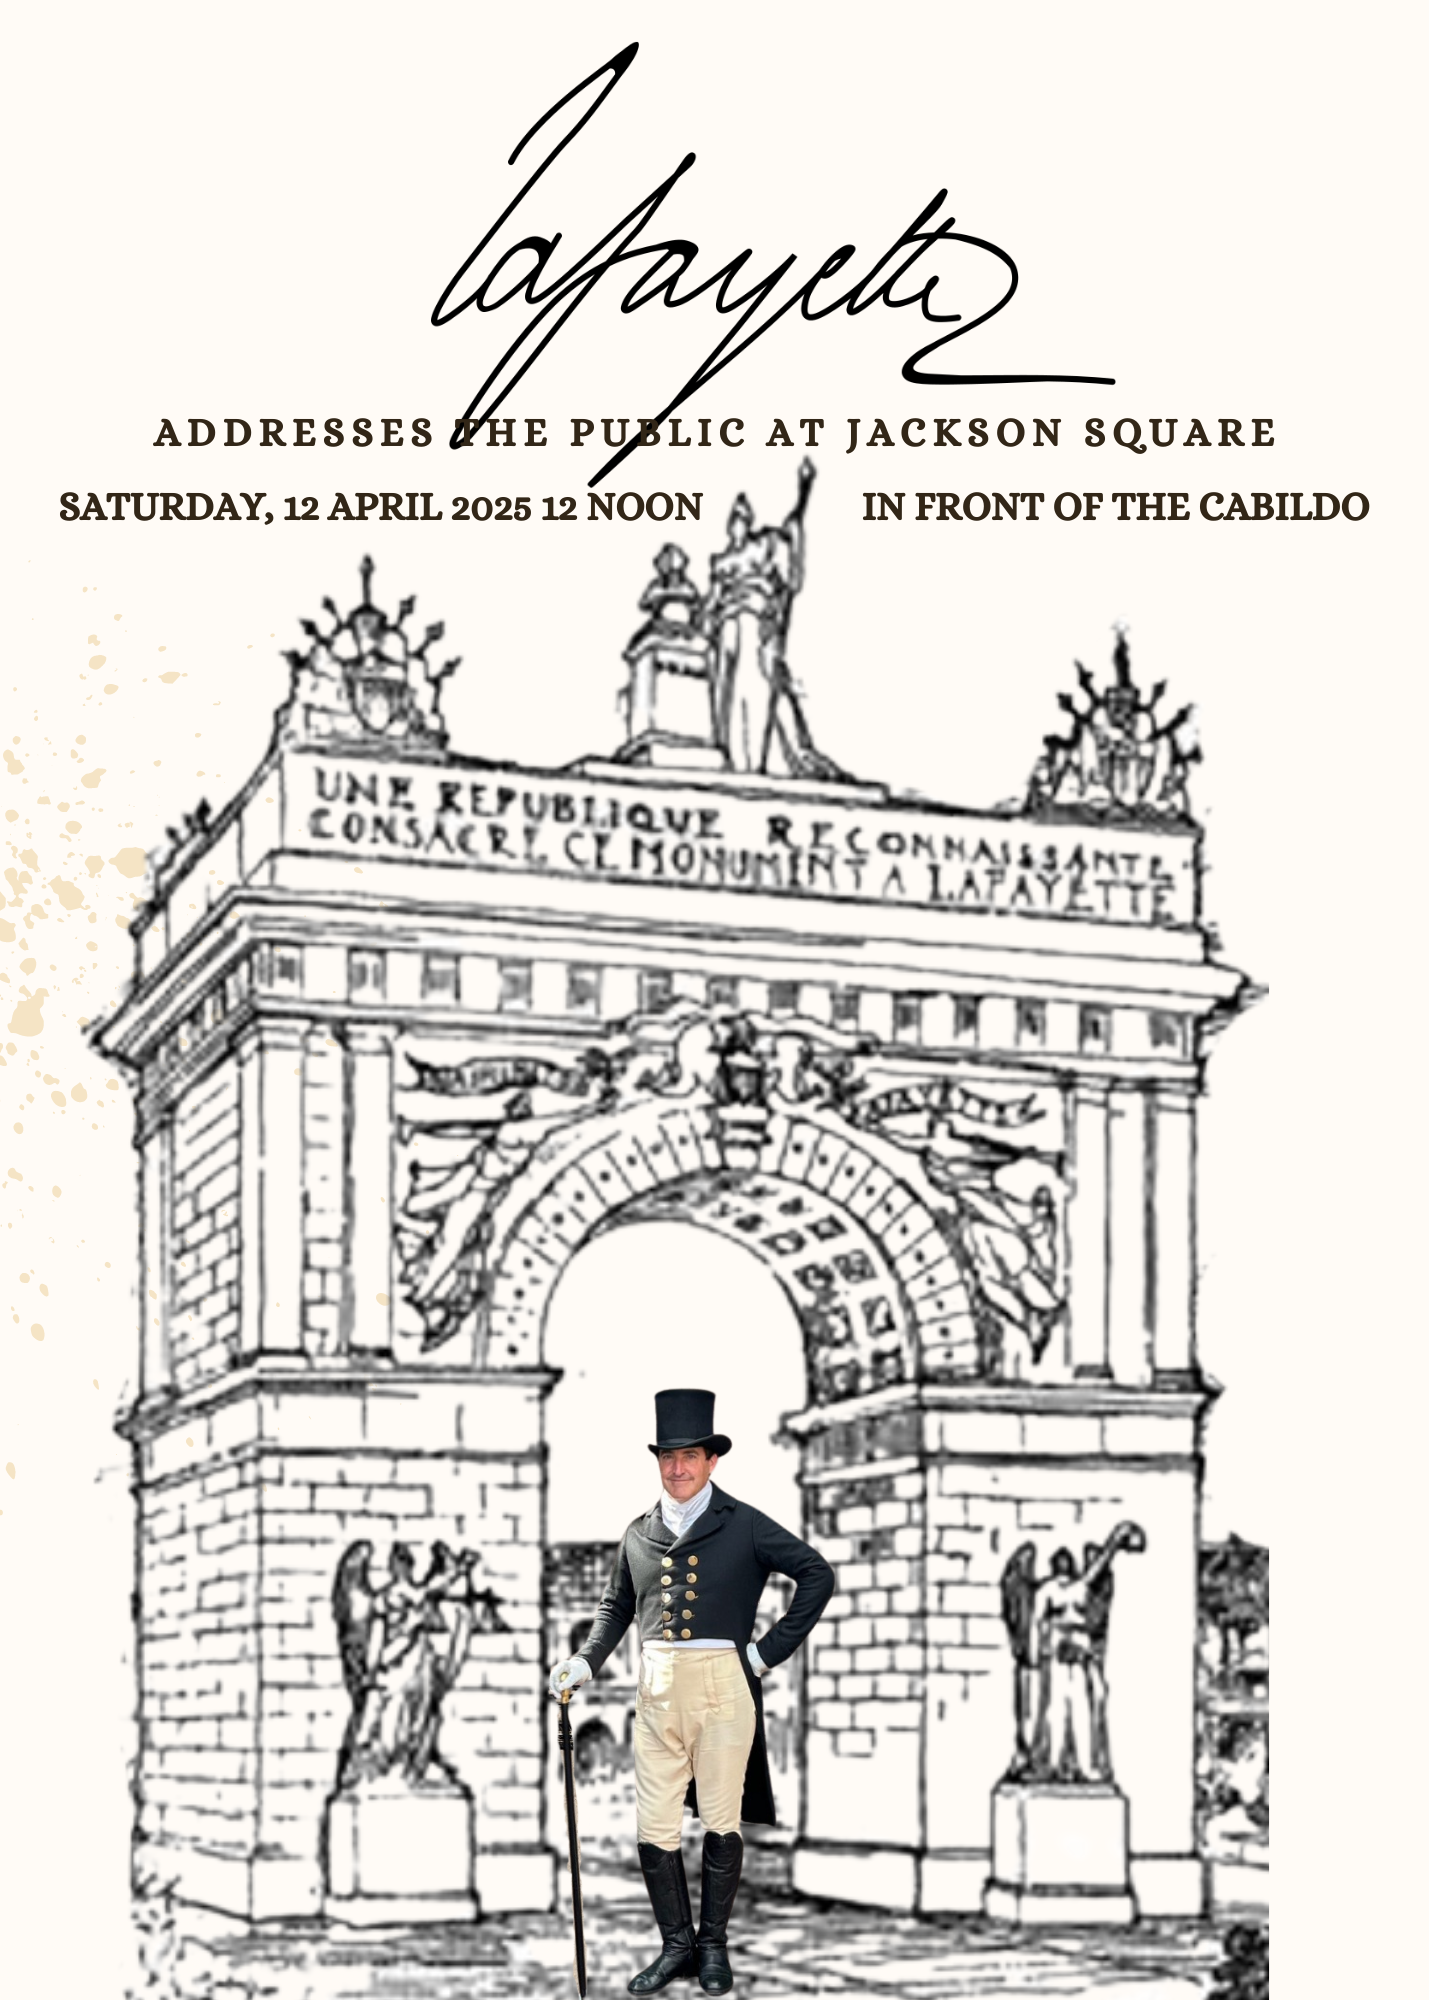 Lafayette
ADDRESSES THE PUBLIC AT JACKSON SQUARE
SATURDAY, 12 APRIL 2025 12 NOON
IN FRONT OF THE CABILDO
UNE REPUBLIQUE RECONNAISSANTE
CONSACRE CE MONUMENT A LAFAYETTE
LAFAYETTE